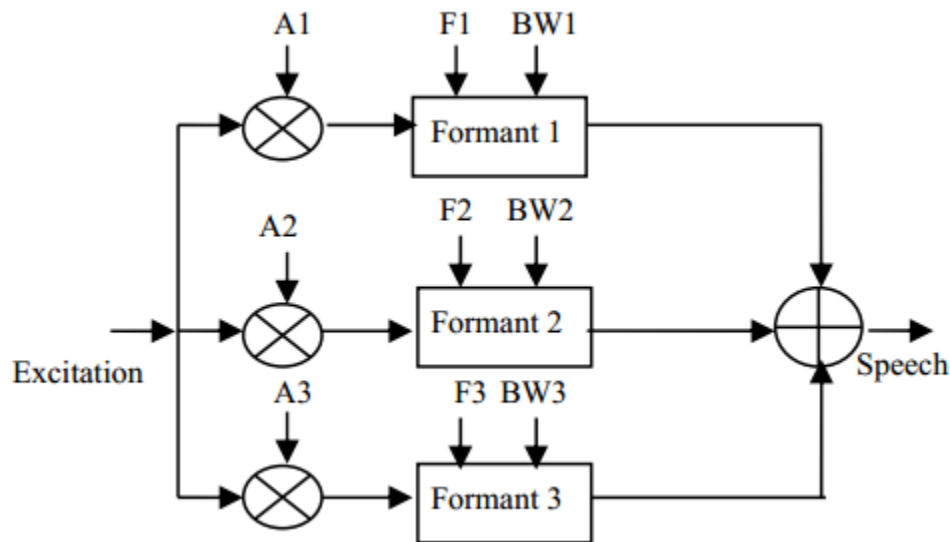 A1 F1 BW1
Formant 1
A2 F2 BW2
Formant 2
Excitation
Speech
A3 F3 BW3
Formant 3